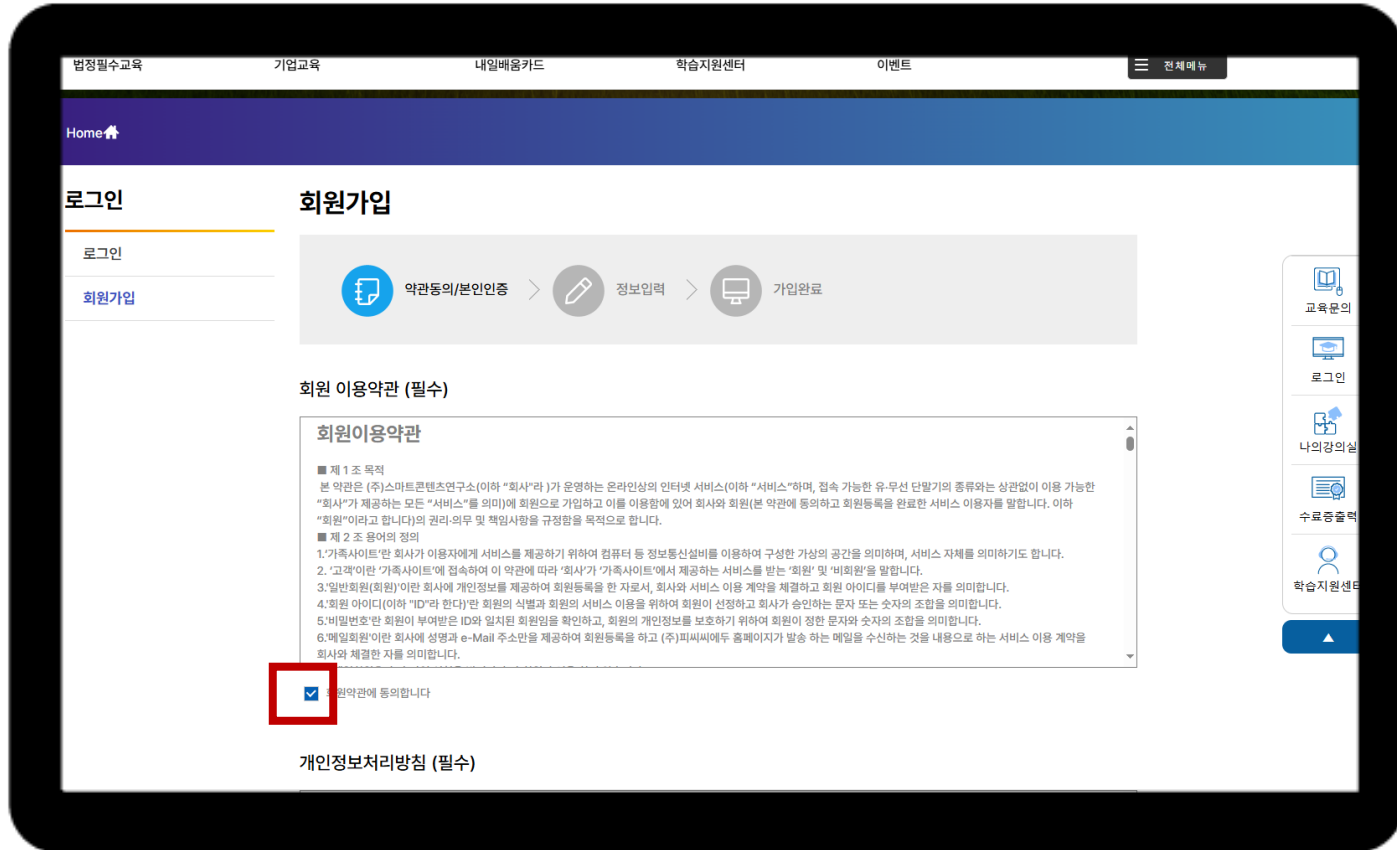 법정필수교육 기업교육 내일배움카드 학습지원센터 이벤트 전체메뉴
Home
로그인
로그인
회원가입
회원가입
약관동의/본인인증 정보입력 가입완료
회원 이용약관 (필수)
회원이용약관
■ 제 1 조 목적
본 약관은 (주)스마트콘텐츠연구소(이하 “회사”라 )가 운영하는 온라인상의 인터넷 서비스(이하 “서비스”하며, 접속 가능한 유·무선 단말기의 종류와는 상관없이 이용 가능한
“회사”가 제공하는 모든 “서비스”를 의미)에 회원으로 가입하고 이를 이용함에 있어 회사와 회원(본 약관에 동의하고 회원등록을 완료한 서비스 이용자를 말합니다. 이하
“회원”이라고 합니다)의 권리·의무 및 책임사항을 규정함을 목적으로 합니다.
■ 제 2 조 용어의 정의
1.‘가족사이트’란 회사가 이용자에게 서비스를 제공하기 위하여 컴퓨터 등 정보통신설비를 이용하여 구성한 가상의 공간을 의미하며, 서비스 자체를 의미하기도 합니다.
2. ‘고객’이란 ‘가족사이트’에 접속하여 이 약관에 따라 ‘회사’가 ‘가족사이트’에서 제공하는 서비스를 받는 ‘회원’ 및 ‘비회원’을 말합니다.
3.'일반회원(회원)'이란 회사에 개인정보를 제공하여 회원등록을 한 자로서, 회사와 서비스 이용 계약을 체결하고 회원 아이디를 부여받은 자를 의미합니다.
4.'회원 아이디(이하 "ID"라 한다)'란 회원의 식별과 회원의 서비스 이용을 위하여 회원이 선정하고 회사가 승인하는 문자 또는 숫자의 조합을 의미합니다.
5.'비밀번호'란 회원이 부여받은 ID와 일치된 회원임을 확인하고, 회원의 개인정보를 보호하기 위하여 회원이 정한 문자와 숫자의 조합을 의미합니다.
6.'메일회원'이란 회사에 성명과 e-Mail 주소만을 제공하여 회원등록을 하고 (주)피씨씨에두 홈페이지가 발송 하는 메일을 수신하는 것을 내용으로 하는 서비스 이용 계약을
회사와 체결한 자를 의미합니다.
회원약관에 동의합니다
개인정보처리방침 (필수)
교육문의
로그인
나의강의실
수료증출력
학습지원센터